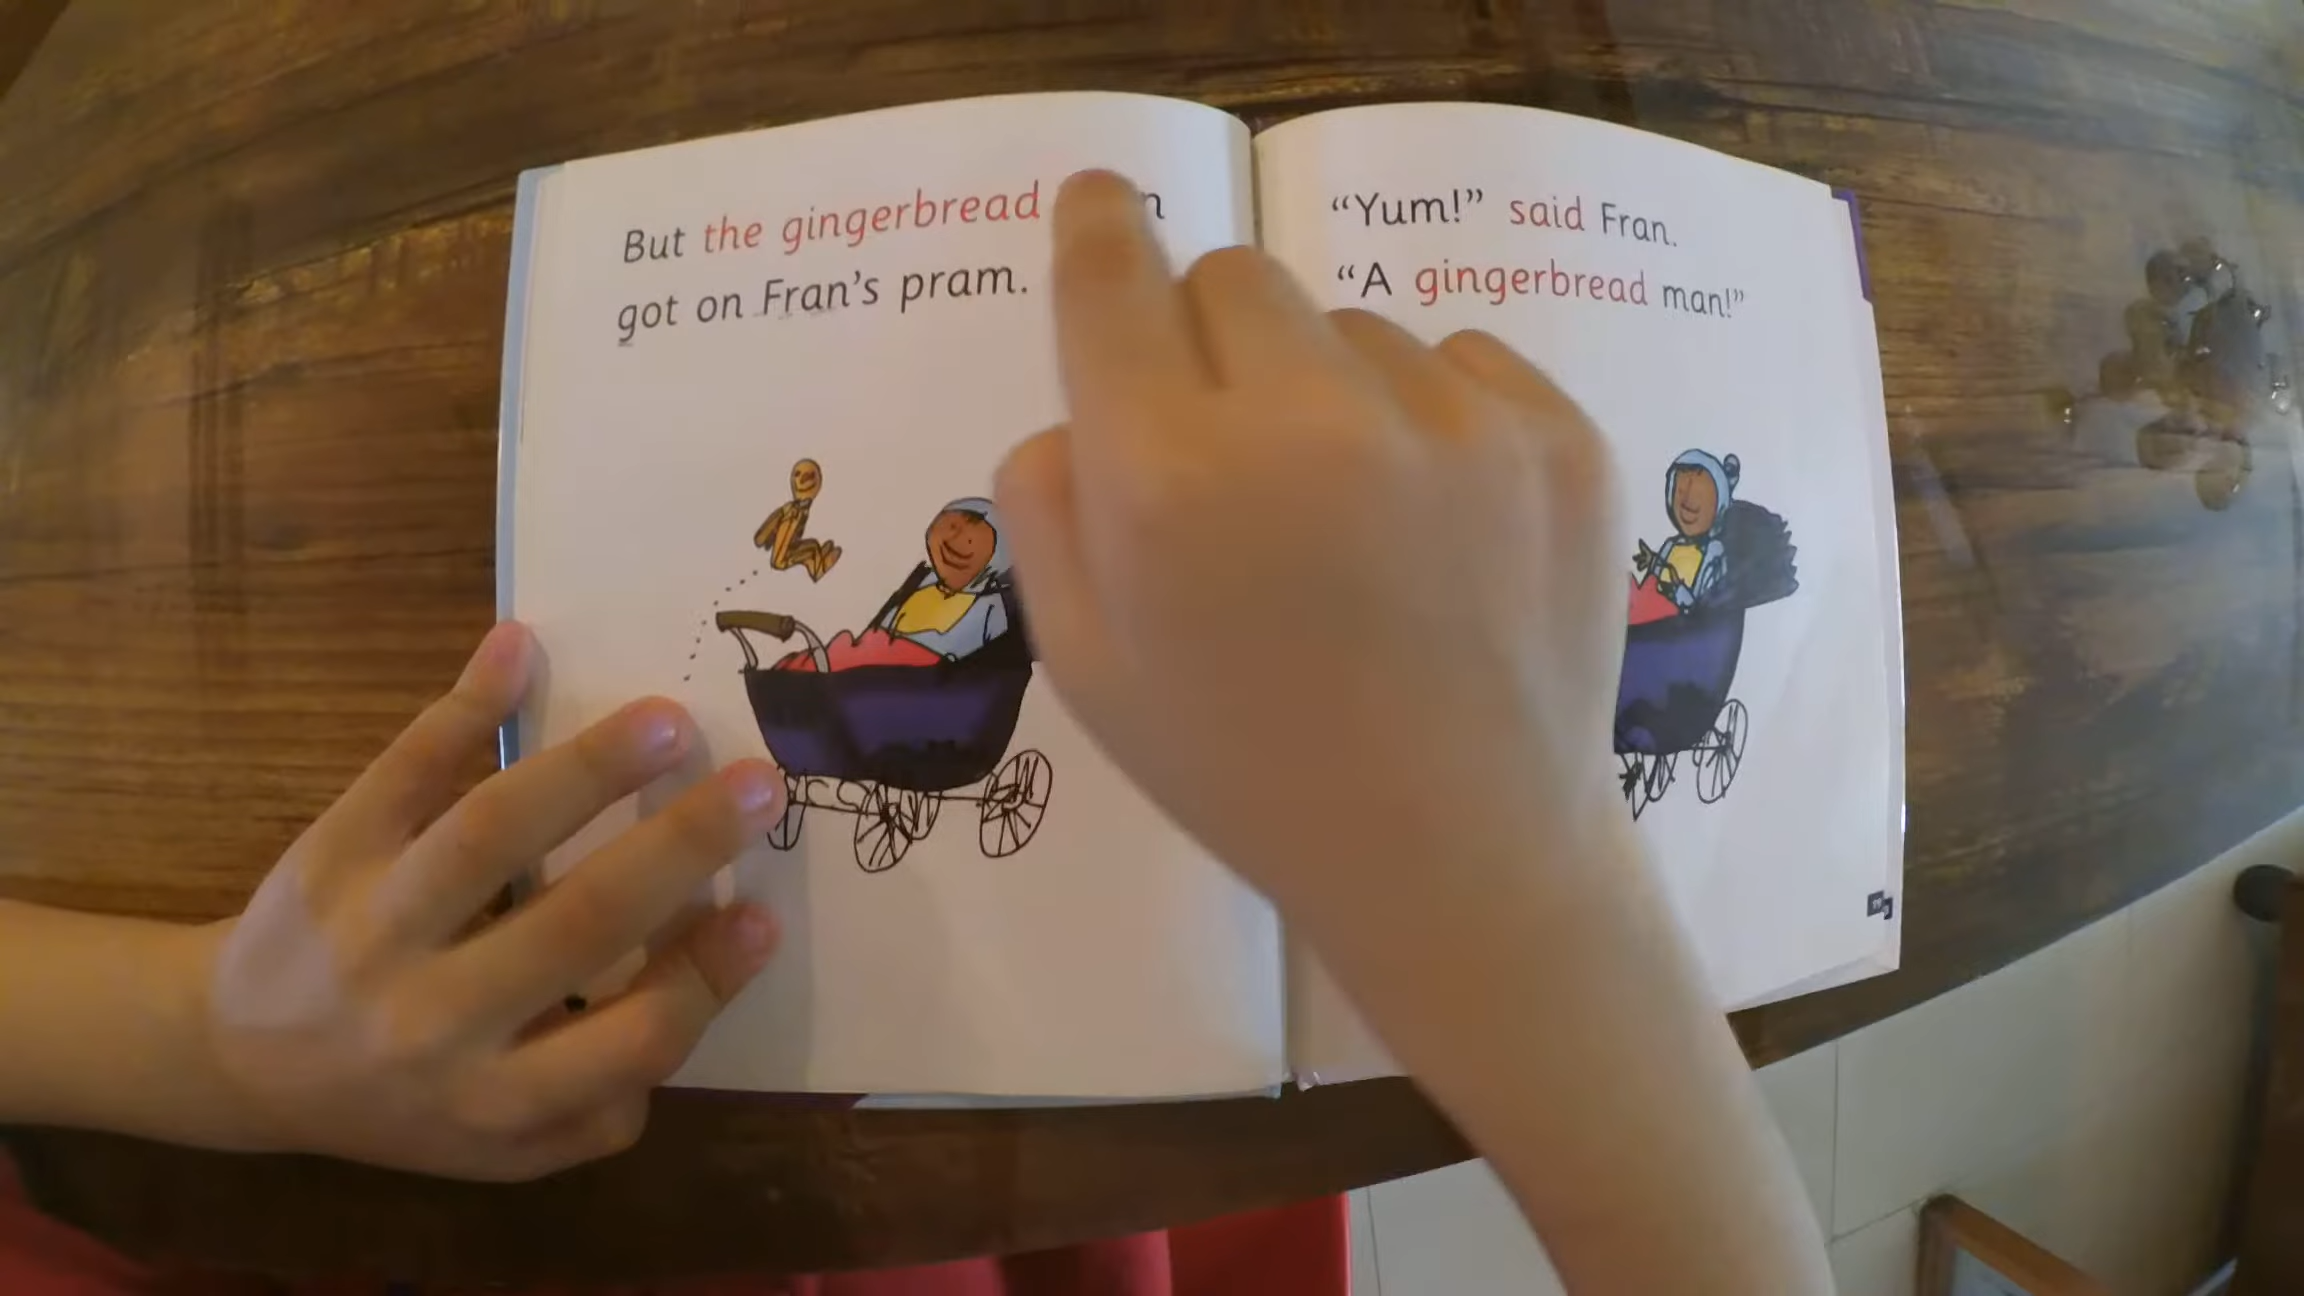 But the gingerbread
got on Fran's pram.
“Yum!” said Fran.
“A gingerbread man!”